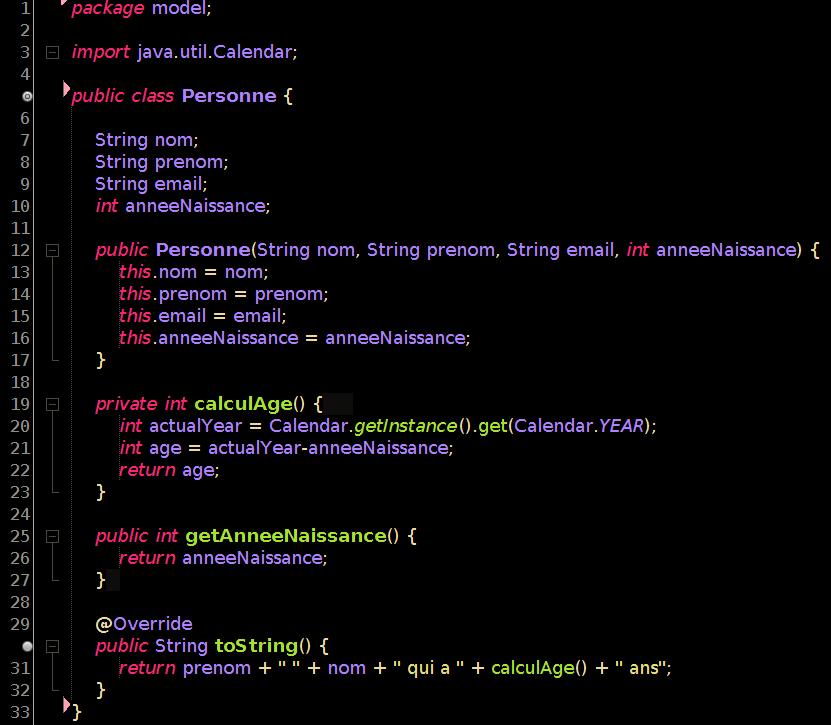 1 package model;
2
3 import java.util.Calendar;
4
public class Personne {
6
7 String nom;
8 String prenom;
9 String email;
10 int anneeNaissance;
11
12 public Personne(String nom, String prenom, String email, int anneeNaissance) {
13 this.nom = nom;
14 this.prenom = prenom;
15 this.email = email;
16 this.anneeNaissance = anneeNaissance;
17 }
18
19 private int calculAge() {
20 int actualYear = Calendar.getInstance().get(Calendar.YEAR);
21 int age = actualYear-anneeNaissance;
22 return age;
23 }
24
25 public int getAnneeNaissance() {
26 return anneeNaissance;
27 }
28
29 @Override
public String toString() {
31 return prenom + " " + nom + " qui a " + calculAge() + " ans";
32 }
33 }